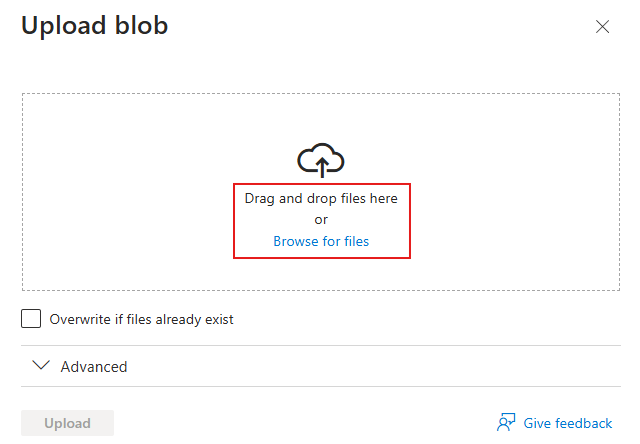 Upload blob
Drag and drop files here
or
Browse for files
Overwrite if files already exist
Advanced
Upload
Give feedback